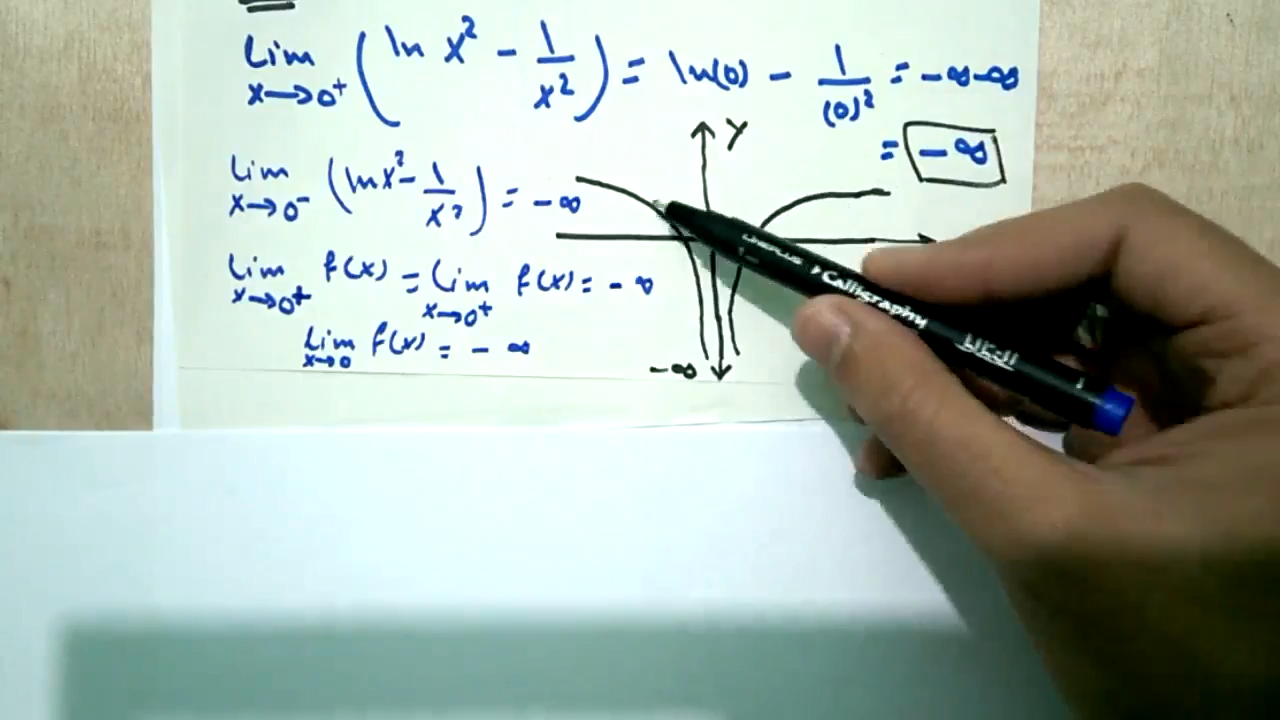 Lim x→0⁺ (ln x² - 1/x²) = ln(0) - 1/(0)² = -∞-∞
= -∞
Lim x→0⁻ (ln x² - 1/x²) = -∞
Lim x→0⁺ f(x) = Lim x→0⁺ f(x) = -∞
Lim x→0 f(x) = - ∞
y
-∞
Calligraphy
uni